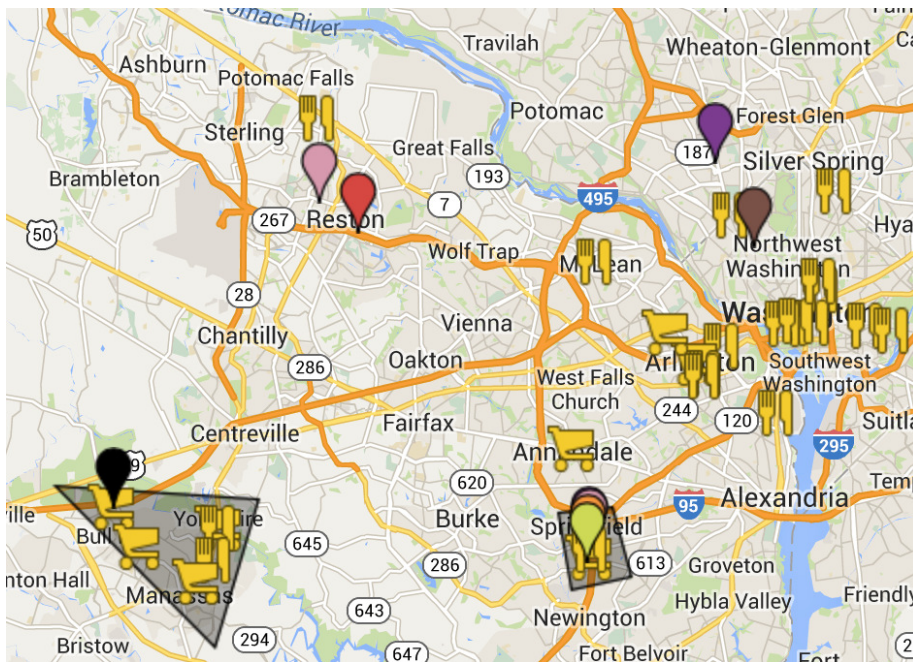 Potomac River
Travilah
Wheaton-Glenmont
Ashburn
Potomac Falls
Potomac
Forest Glen
Sterling
187
Great Falls
Silver Spring
Brambleton
193
495
267
Reston
7
50
Wolf Trap
McLean
Northwest
Washington
28
Vienna
Chantilly
286
Oakton
Arlington
Southwest
Washington
West Falls
Church
244
120
Fairfax
Centreville
295
Annandale
620
95
Alexandria
Burke
Springfield
645
286
613
Groveton
Manassas
643
Newington
Hybla Valley
294
Bristow
647
Fort Belvoir